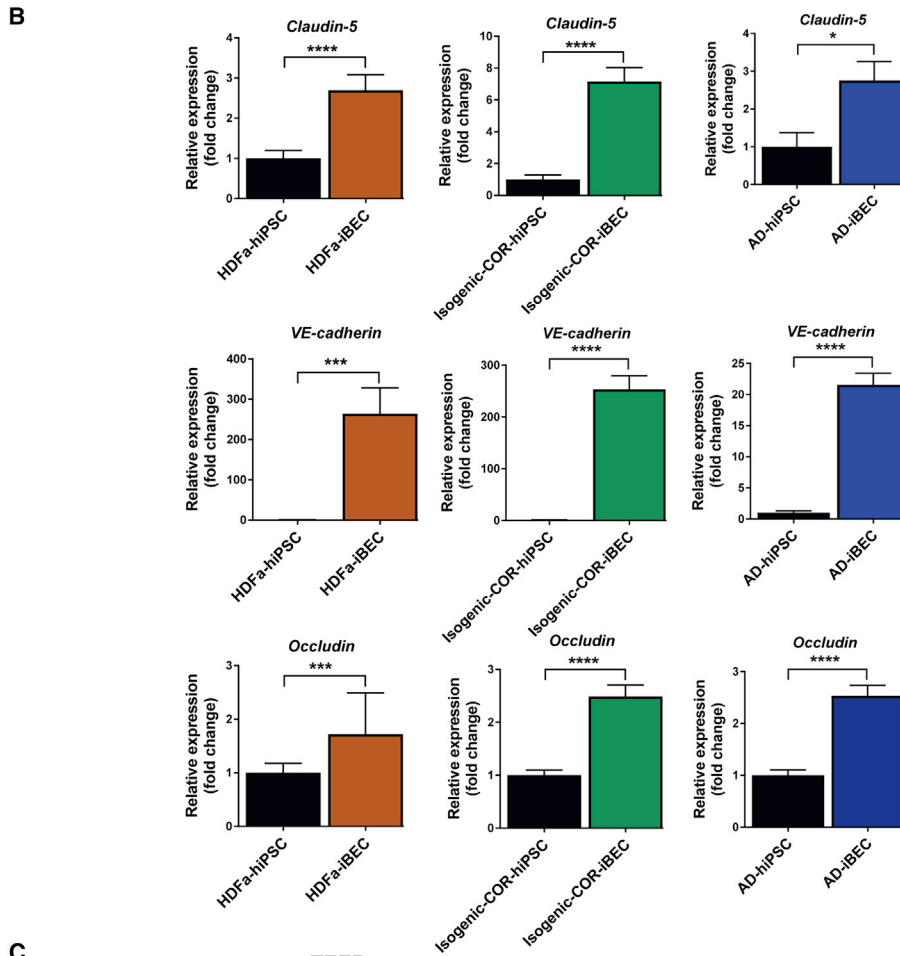 B
Claudin-5
****
Relative expression
(fold change)
4
3
2
1
0
HDFa-hiPSC
HDFa-iBEC
Claudin-5
****
Relative expression
(fold change)
10
8
6
4
2
0
Isogenic-COR-hiPSC
Isogenic-COR-iBEC
Claudin-5
*
Relative expression
(fold change)
4
3
2
1
0
AD-hiPSC
AD-iBEC
VE-cadherin
***
Relative expression
(fold change)
400
300
200
100
0
HDFa-hiPSC
HDFa-iBEC
VE-cadherin
****
Relative expression
(fold change)
300
200
100
0
Isogenic-COR-hiPSC
Isogenic-COR-iBEC
VE-cadherin
****
Relative expression
(fold change)
25
20
15
10
5
0
AD-hiPSC
AD-iBEC
Occludin
***
Relative expression
(fold change)
3
2
1
0
HDFa-hiPSC
HDFa-iBEC
Occludin
****
Relative expression
(fold change)
3
2
1
0
Isogenic-COR-hiPSC
Isogenic-COR-iBEC
Occludin
****
Relative expression
(fold change)
3
2
1
0
AD-hiPSC
AD-iBEC
C